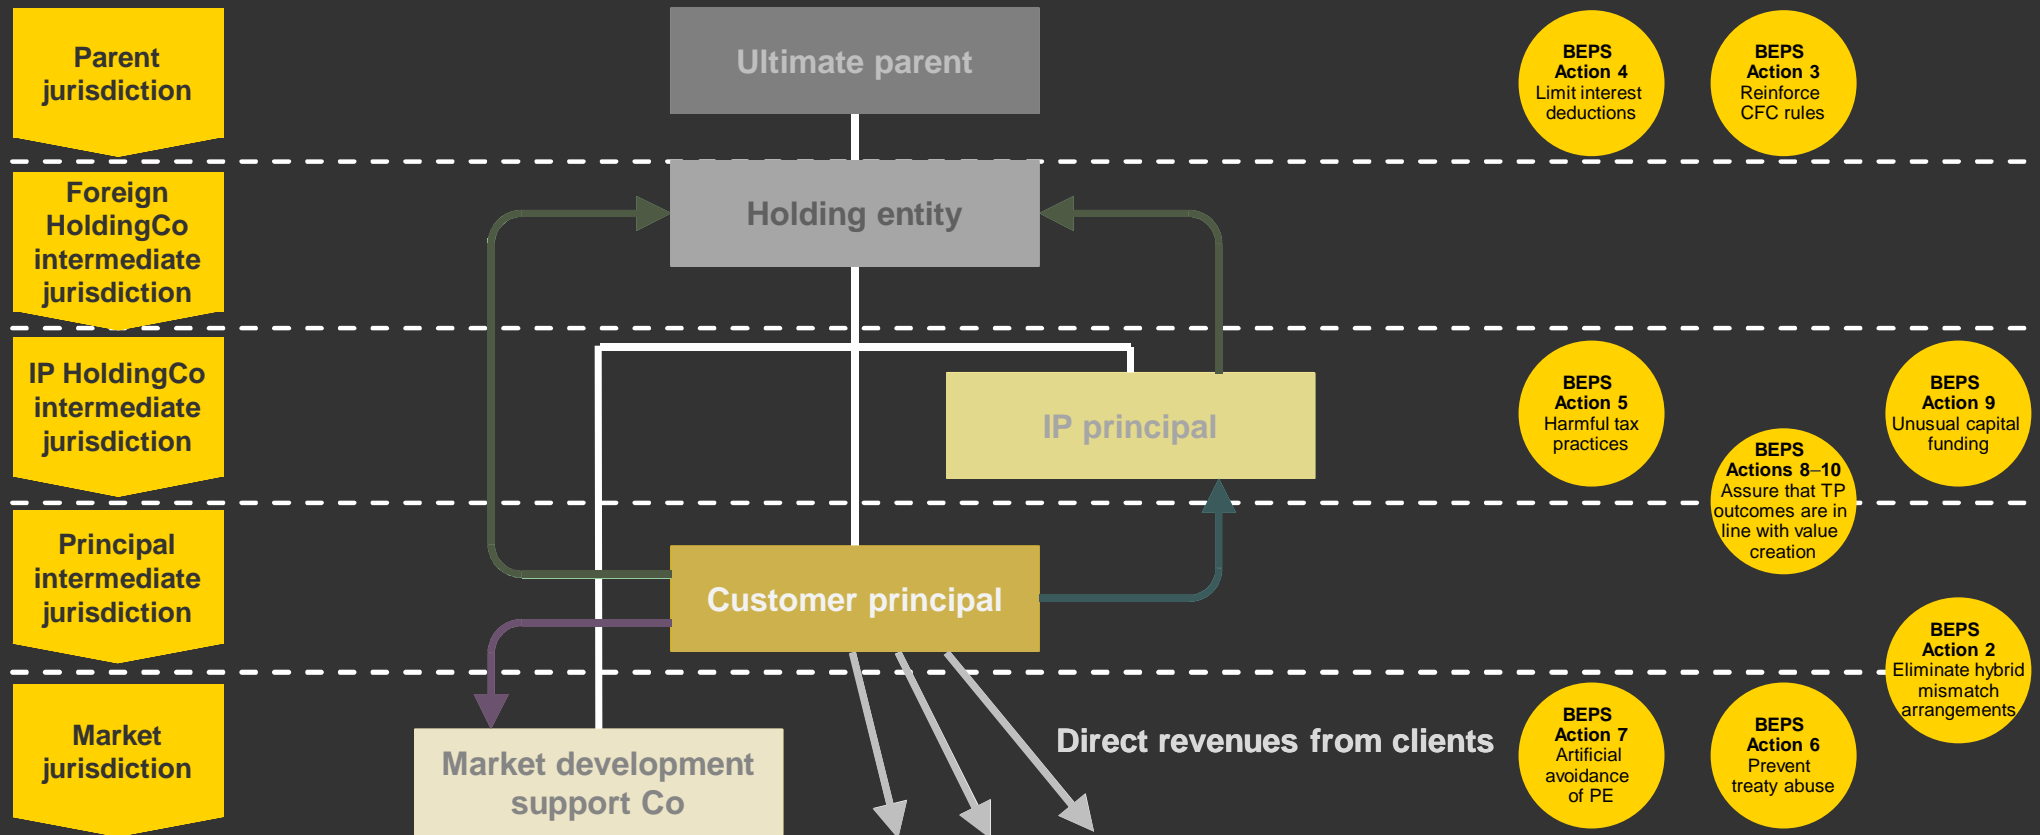 Parent
jurisdiction
Ultimate parent
BEPS
Action 4
Limit interest
deductions
BEPS
Action 3
Reinforce
CFC rules
Foreign
HoldingCo
intermediate
jurisdiction
Holding entity
IP HoldingCo
intermediate
jurisdiction
IP principal
BEPS
Action 5
Harmful tax
practices
BEPS
Actions 8–10
Assure that TP
outcomes are in
line with value
creation
BEPS
Action 9
Unusual capital
funding
Principal
intermediate
jurisdiction
Customer principal
BEPS
Action 2
Eliminate hybrid
mismatch
arrangements
Market
jurisdiction
Market development
support Co
Direct revenues from clients
BEPS
Action 7
Artificial
avoidance
of PE
BEPS
Action 6
Prevent
treaty abuse